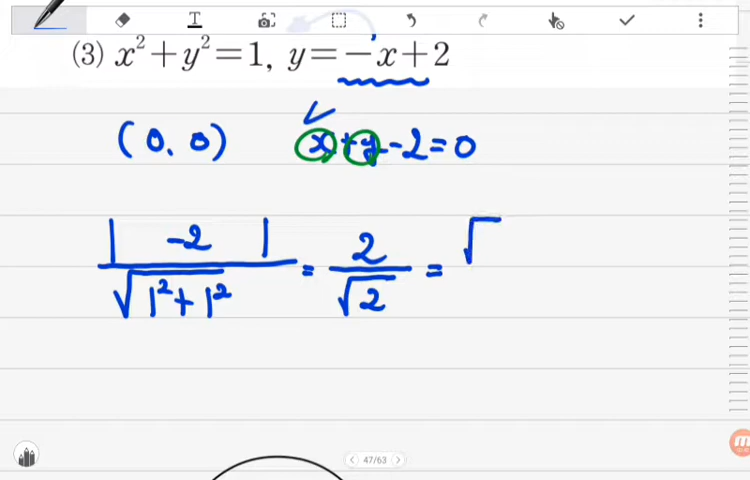 (3) x²+y²=1, y=−x+2
(0, 0) x+y-2=0
|-2| / √(1²+1²) = 2/√2 = √
47/63